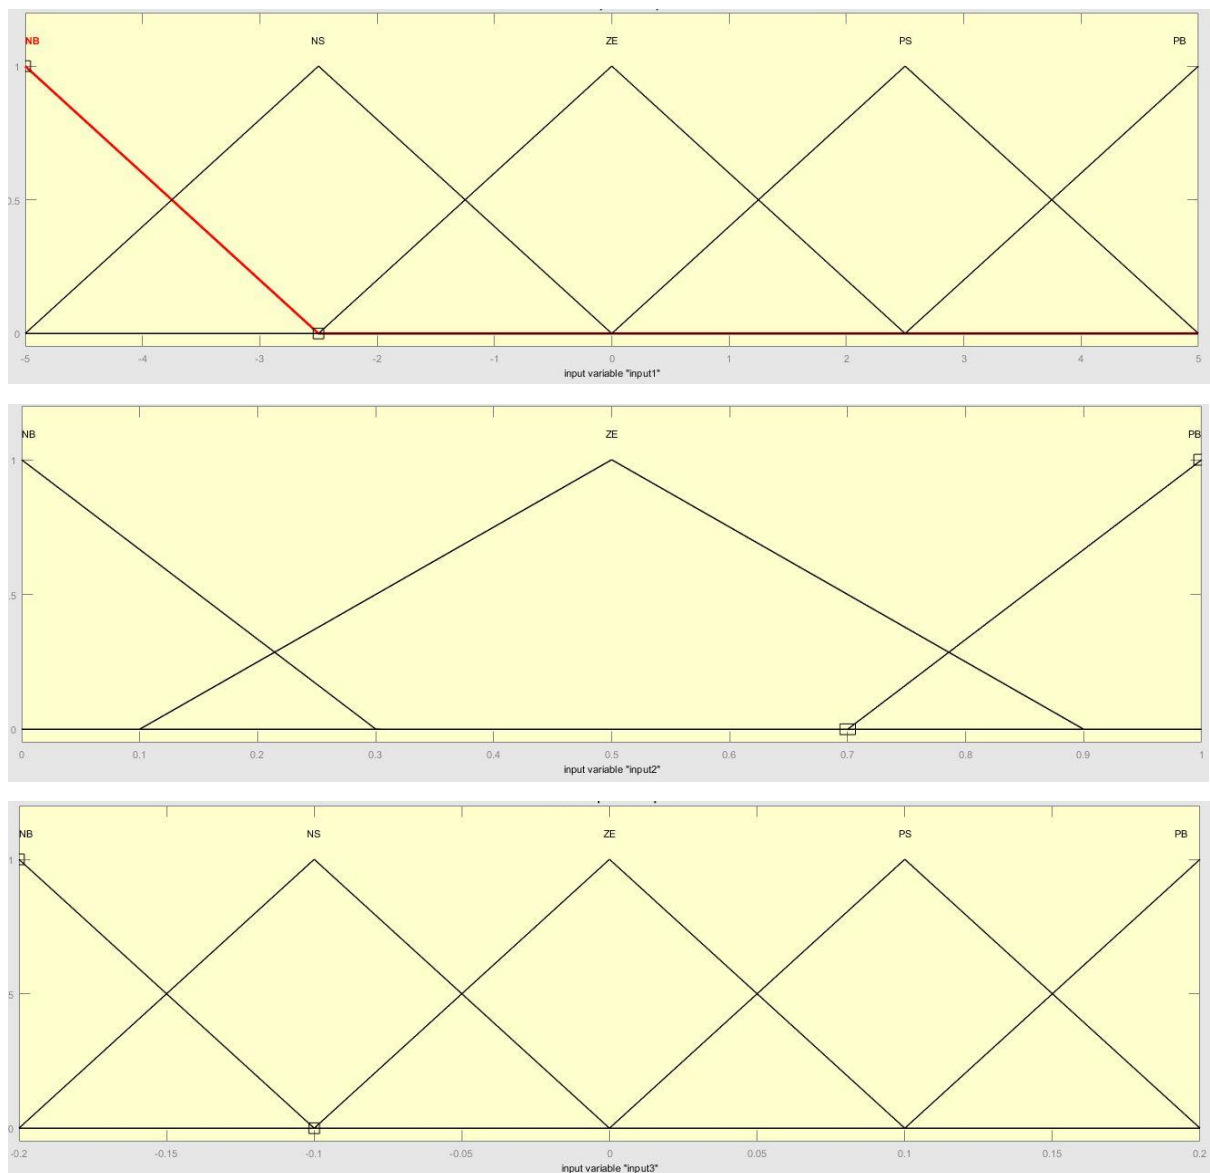 NB NS ZE PS PB
1
0.5
0
-5 -4 -3 -2 -1 0 1 2 3 4 5
input variable "input1"
NB ZE PB
1
.5
0
0 0.1 0.2 0.3 0.4 0.5 0.6 0.7 0.8 0.9 1
input variable "input2"
NB NS ZE PS PB
1
5
0
-0.2 -0.15 -0.1 -0.05 0 0.05 0.1 0.15 0.2
input variable "input3"